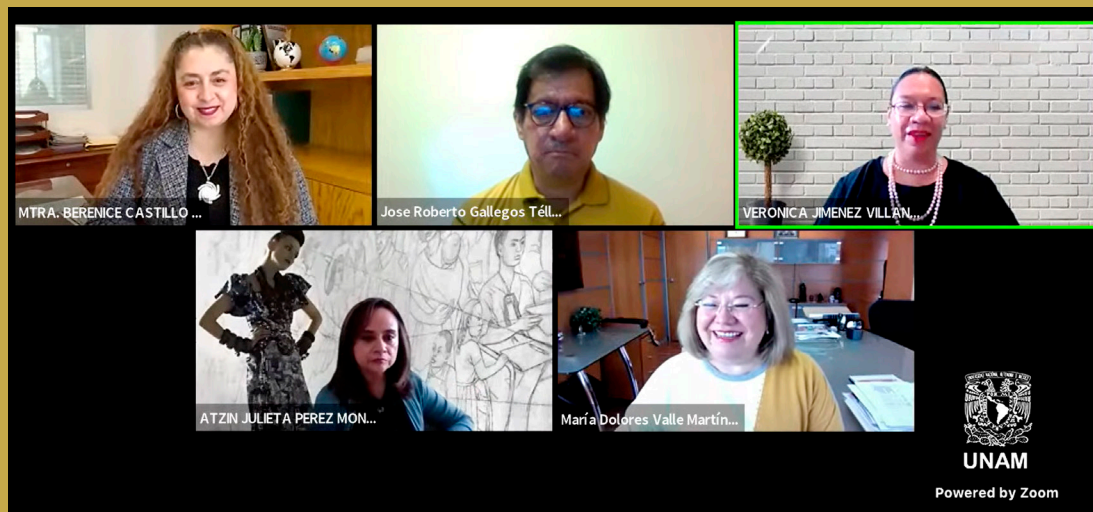 MTRA. BERENICE CASTILLO ...
Jose Roberto Gallegos Téll...
VERONICA JIMENEZ VILLAN...
ATZIN JULIETA PEREZ MON...
María Dolores Valle Martín...
UNAM
Powered by Zoom